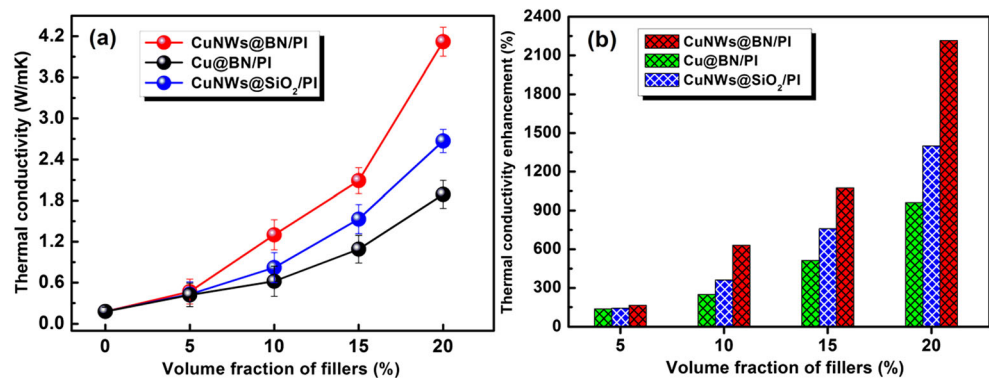 (a)
CuNWs@BN/PI
Cu@BN/PI
CuNWs@SiO₂/PI
Thermal conductivity (W/mK)
4.2
3.6
3.0
2.4
1.8
1.2
0.6
0.0
0 5 10 15 20
Volume fraction of fillers (%)
(b)
CuNWs@BN/PI
Cu@BN/PI
CuNWs@SiO₂/PI
Thermal conductivity enhancement (%)
2400
2100
1800
1500
1200
900
600
300
0
5 10 15 20
Volume fraction of fillers (%)